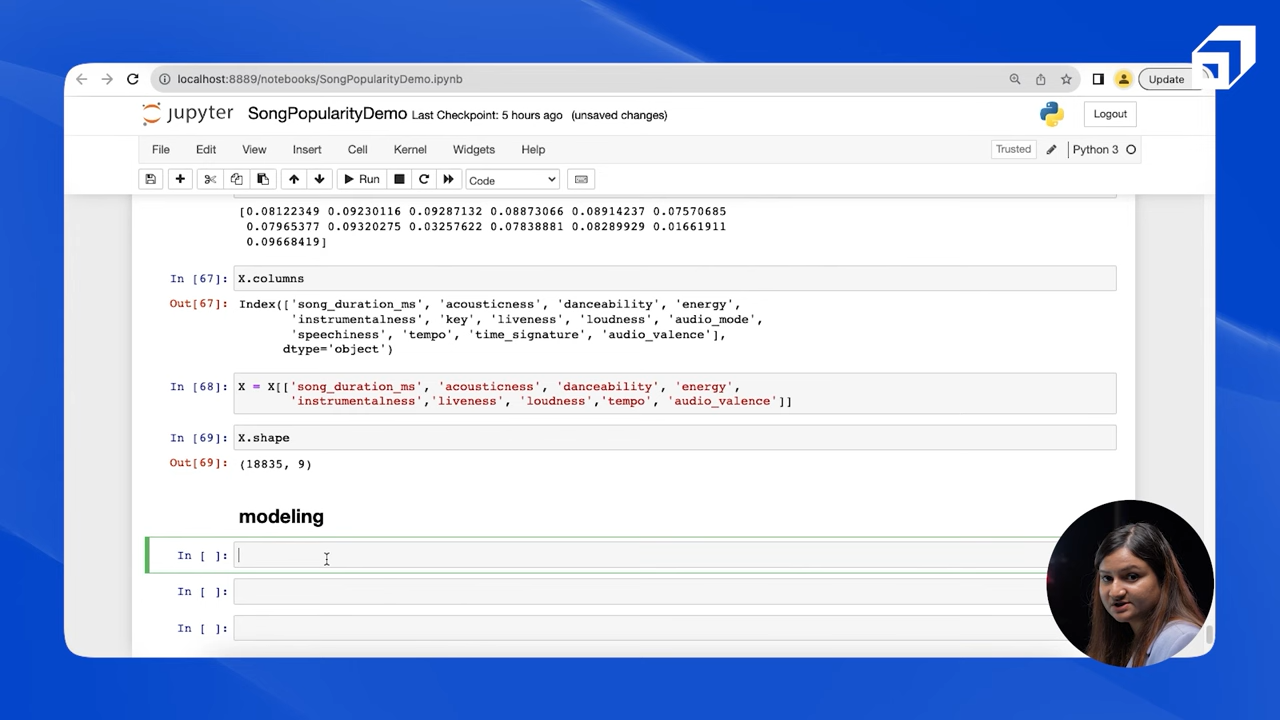 localhost:8889/notebooks/SongPopularityDemo.ipynb
Update
jupyter SongPopularityDemo Last Checkpoint: 5 hours ago (unsaved changes)
Logout
File Edit View Insert Cell Kernel Widgets Help
Trusted
Python 3
Run
Code
[0.08122349 0.09230116 0.09287132 0.08873066 0.08914237 0.07570685
0.07965377 0.09320275 0.03257622 0.07838881 0.08289929 0.01661911
0.09668419]
In [67]: X.columns
Out[67]: Index(['song_duration_ms', 'acousticness', 'danceability', 'energy',
'instrumentalness', 'key', 'liveness', 'loudness', 'audio_mode',
'speechiness', 'tempo', 'time_signature', 'audio_valence'],
dtype='object')
In [68]: X = X[['song_duration_ms', 'acousticness', 'danceability', 'energy',
'instrumentalness','liveness', 'loudness','tempo', 'audio_valence']]
In [69]: X.shape
Out[69]: (18835, 9)
modeling
In [ ]:
In [ ]:
In [ ]: